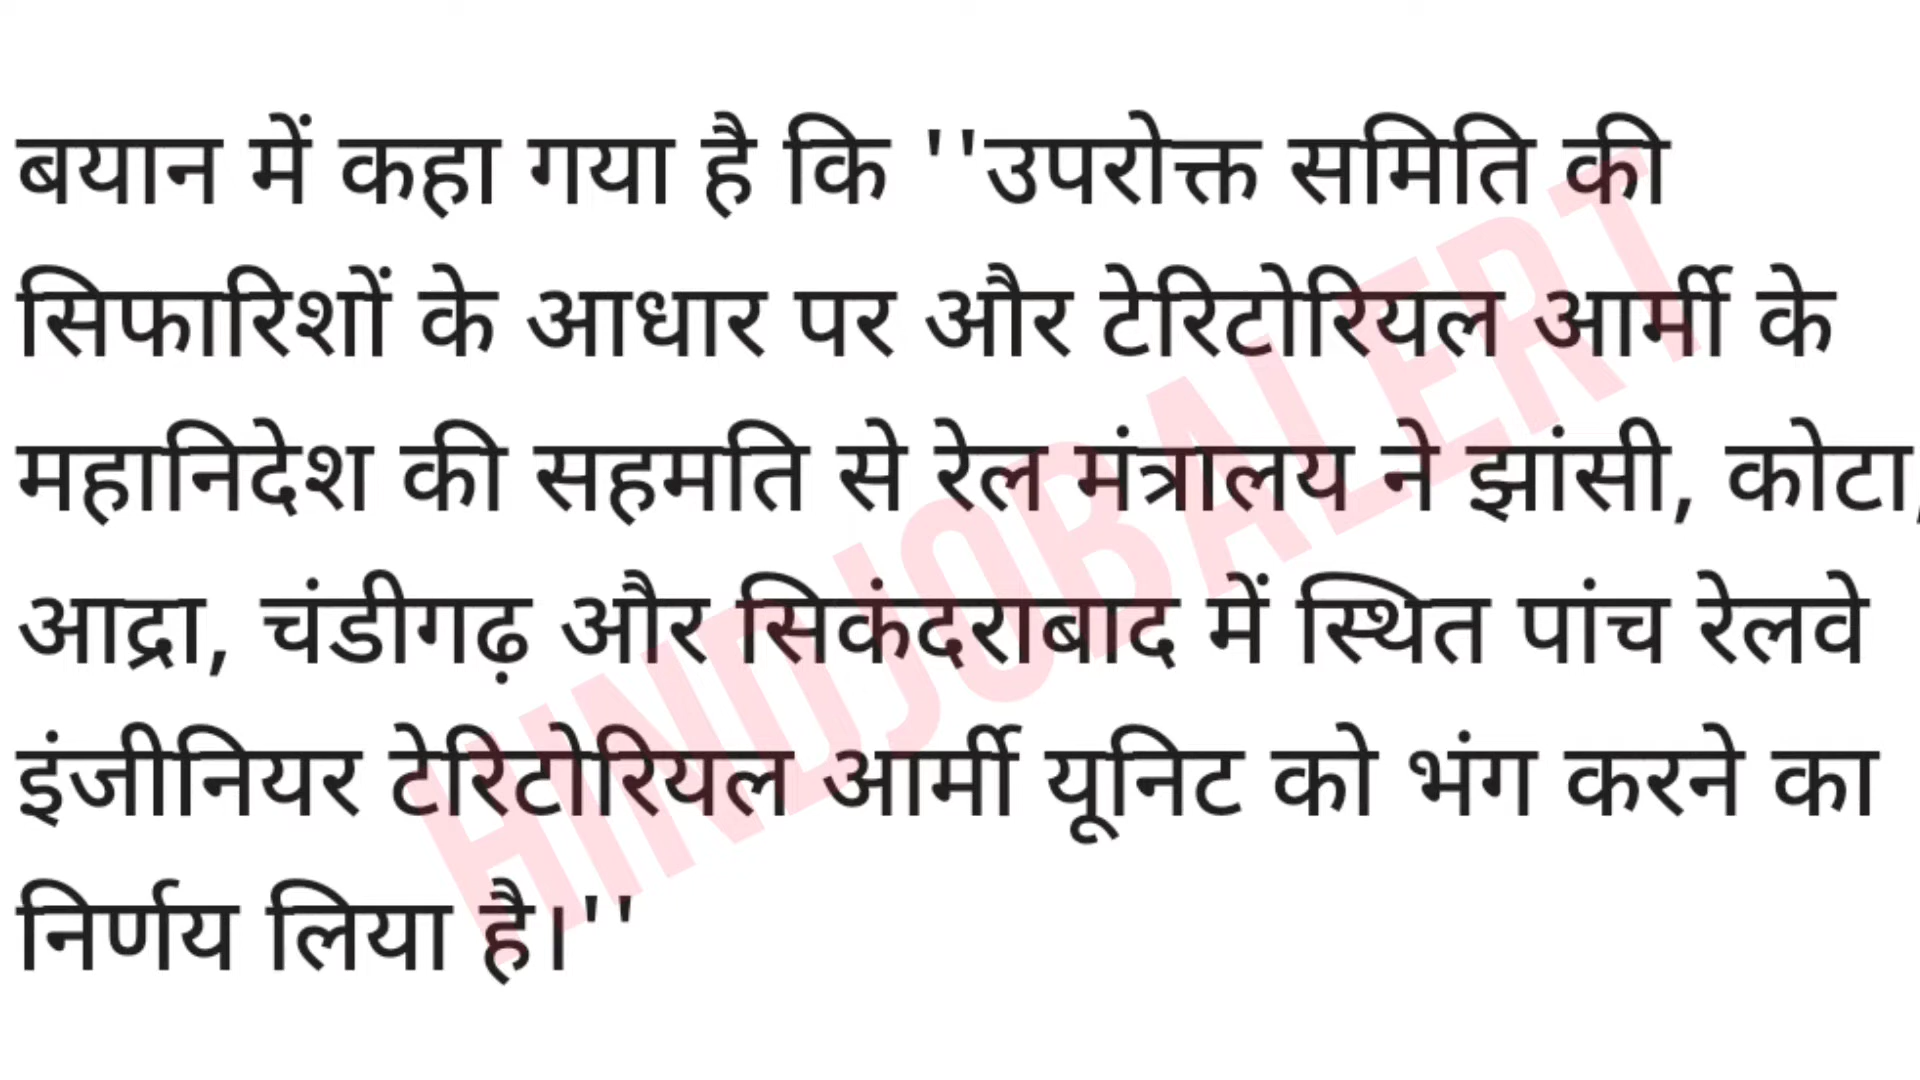 बयान में कहा गया है कि ''उपरोक्त समिति की
सिफारिशों के आधार पर और टेरिटोरियल आर्मी के
महानिदेश की सहमति से रेल मंत्रालय ने झांसी, कोटा,
आद्रा, चंडीगढ़ और सिकंदराबाद में स्थित पांच रेलवे
इंजीनियर टेरिटोरियल आर्मी यूनिट को भंग करने का
निर्णय लिया है।''
HINDJOBALERT